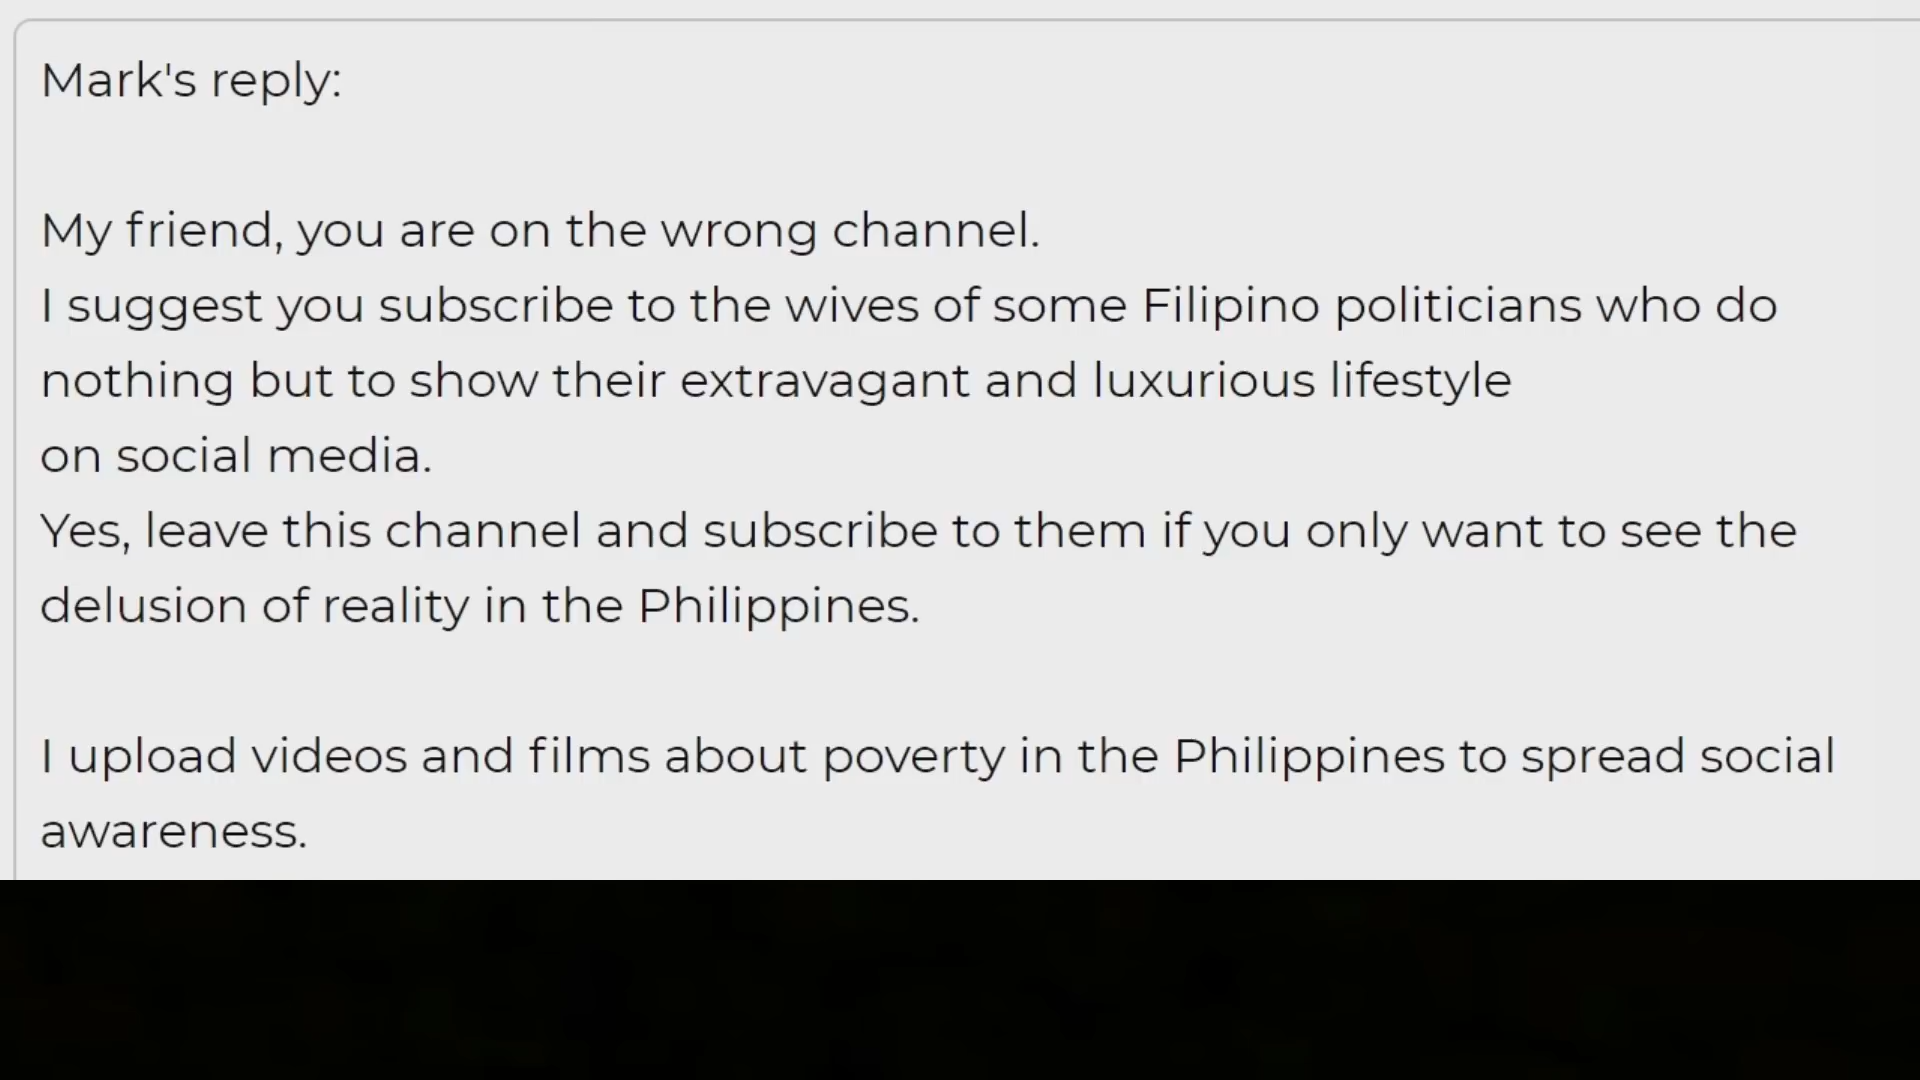 Mark's reply:
My friend, you are on the wrong channel.
I suggest you subscribe to the wives of some Filipino politicians who do
nothing but to show their extravagant and luxurious lifestyle
on social media.
Yes, leave this channel and subscribe to them if you only want to see the
delusion of reality in the Philippines.
I upload videos and films about poverty in the Philippines to spread social
awareness.